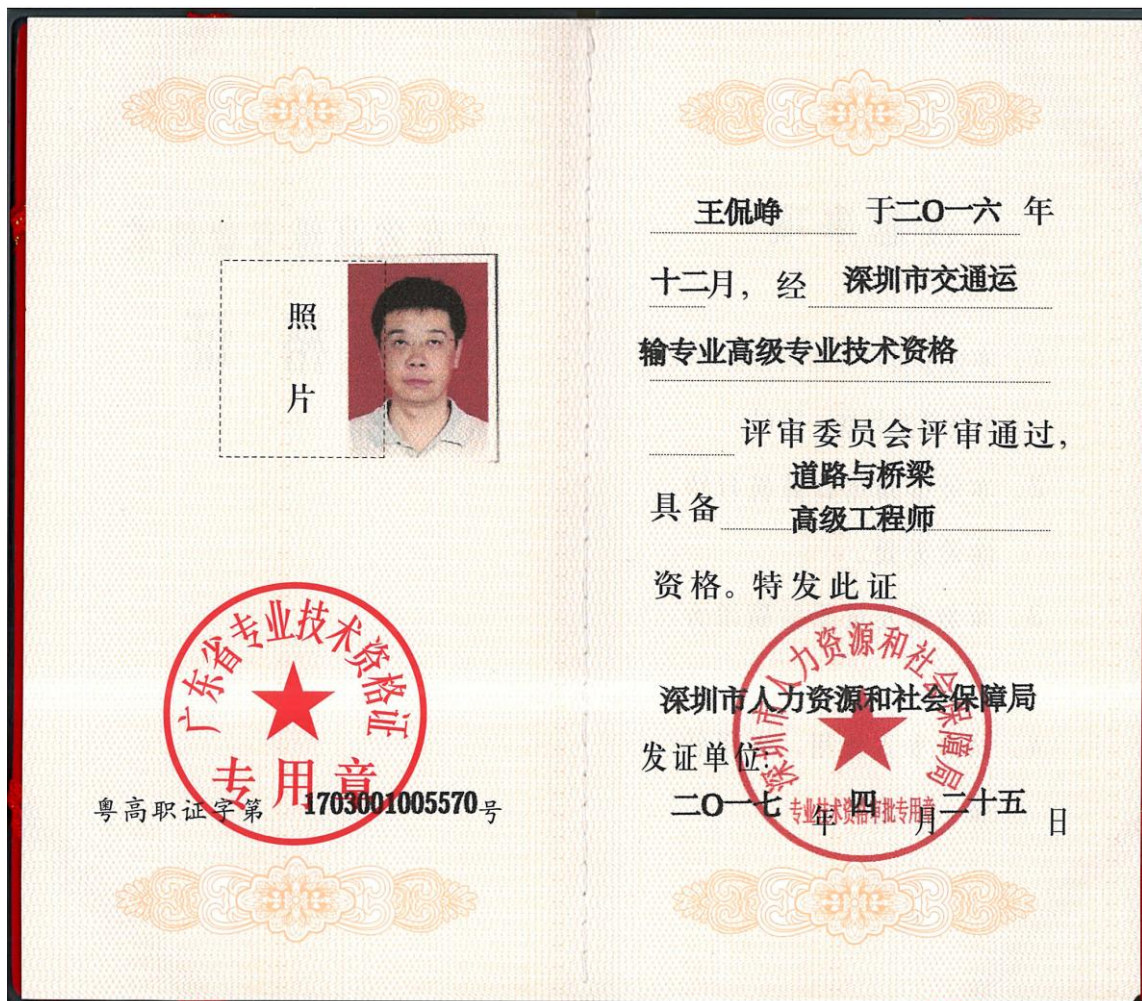 照
片
广东省专业技术资格证
专用章
粤高职证字第 1703001005570号
王侃峥 于二〇一六 年
十二月，经 深圳市交通运
输专业高级专业技术资格
评审委员会评审通过，
道路与桥梁
具备 高级工程师
资格。特发此证
深圳市人力资源和社会保障局
深圳市人力资源和社会保障局
发证单位：
专业技术资格审批专用章
二〇一七 年 四 月 二十五 日